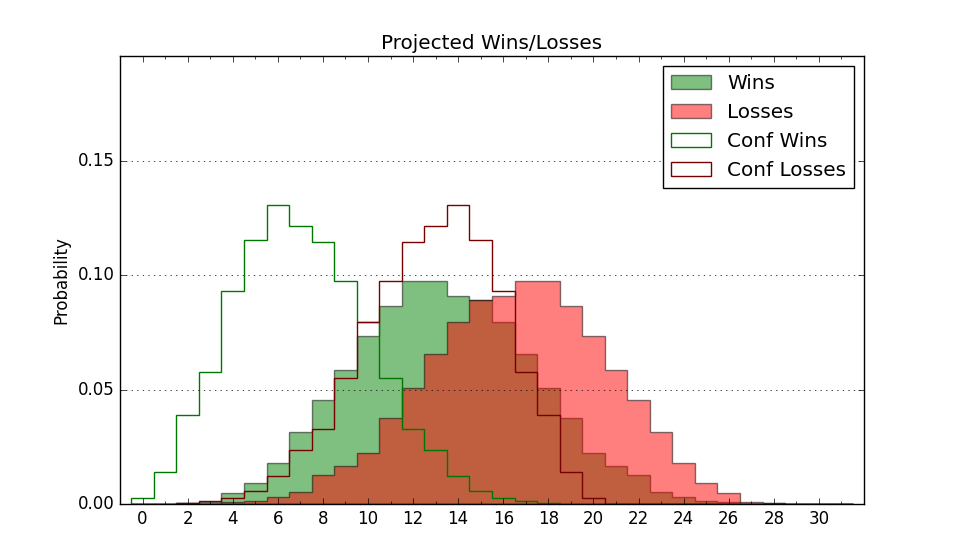 Projected Wins/Losses
Wins
Losses
Conf Wins
Conf Losses
Probability
0.15
0.10
0.05
0.00
0 2 4 6 8 10 12 14 16 18 20 22 24 26 28 30